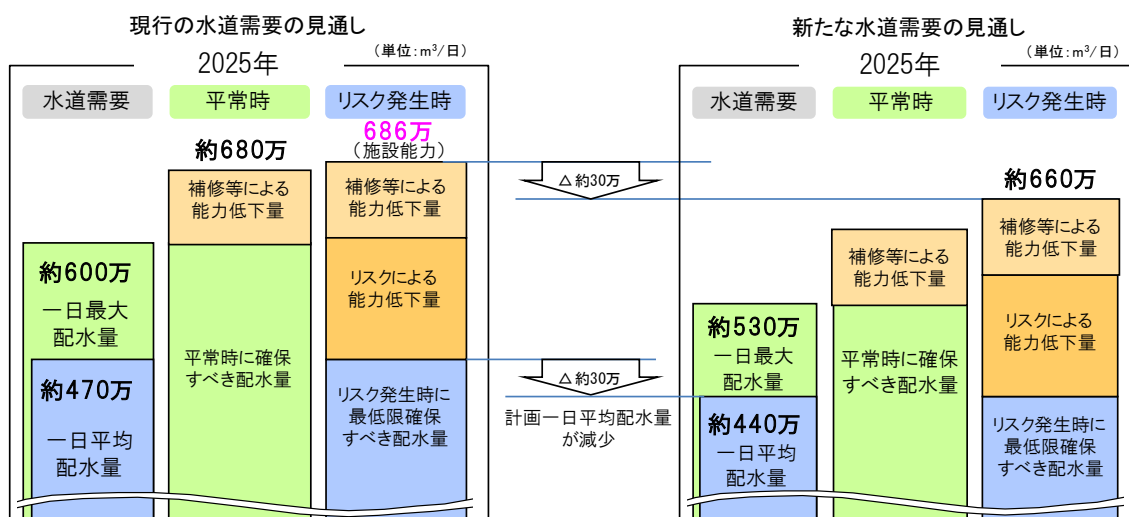 現行の水道需要の見通し
(単位:m³/日)
2025年
水道需要
平常時
リスク発生時
686万
(施設能力)
約680万
補修等による
能力低下量
補修等による
能力低下量
約600万
一日最大
配水量
リスクによる
能力低下量
平常時に確保
すべき配水量
約470万
一日平均
配水量
リスク発生時に
最低限確保
すべき配水量
△約30万
△約30万
計画一日平均配水量
が減少
新たな水道需要の見通し
(単位:m³/日)
2025年
水道需要
平常時
リスク発生時
約660万
補修等による
能力低下量
補修等による
能力低下量
約530万
一日最大
配水量
平常時に確保
すべき配水量
リスクによる
能力低下量
約440万
一日平均
配水量
リスク発生時に
最低限確保
すべき配水量